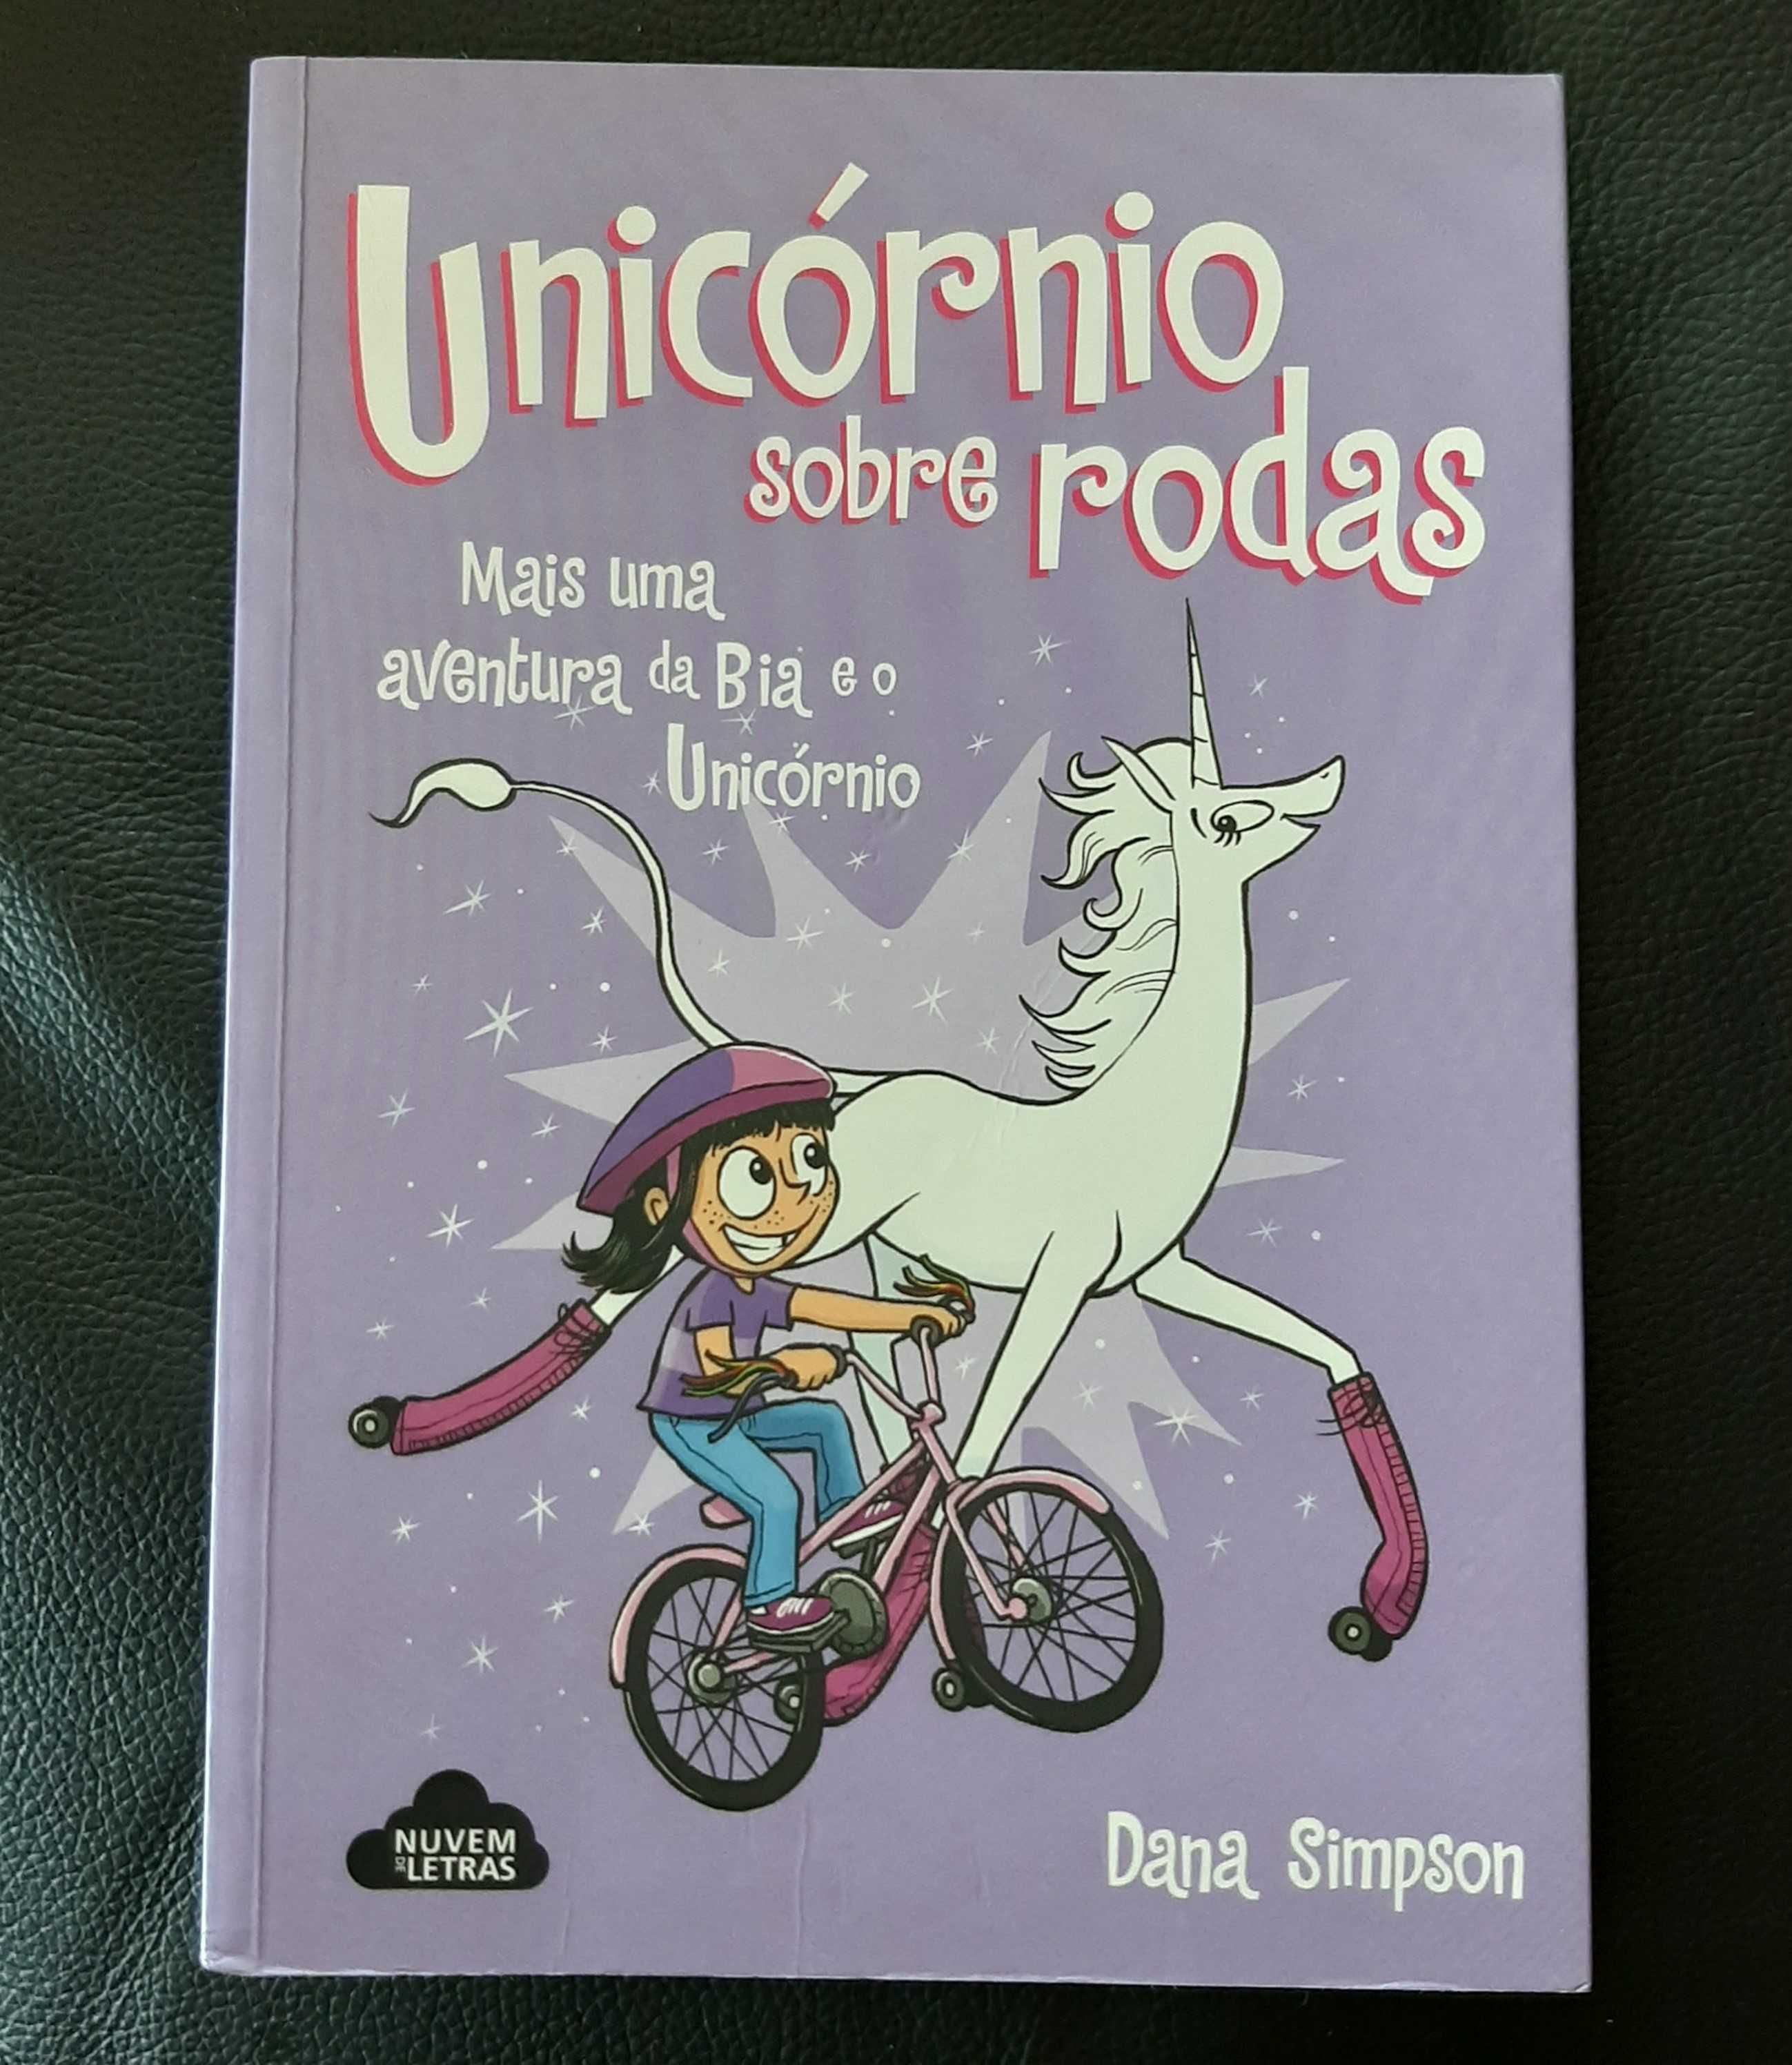 Unicórnio
sobre rodas
Mais uma
aventura da Bia e o
Unicórnio
NUVEM
DE LETRAS
Dana Simpson